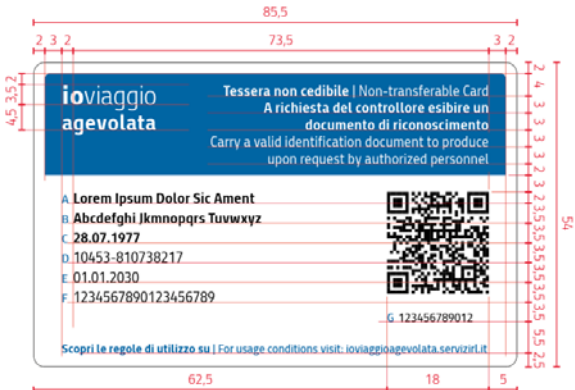 85,5
2 3 2 73,5 3 2
ioviaggio
agevolata
Tessera non cedibile | Non-transferable Card
A richiesta del controllore esibire un
documento di riconoscimento
Carry a valid identification document to produce
upon request by authorized personnel
4,5 3,5 2
A Lorem Ipsum Dolor Sic Ament
B Abcdefghi Jkmnopqrs Tuvwxyz
C 28.07.1977
D 10453-810738217
E 01.01.2030
F 1234567890123456789
G 123456789012
Scopri le regole di utilizzo su | For usage conditions visit: ioviaggioagevolata.servizirl.it
2 4 3 3 3 3 2 3 2 3,5 3,5 3,5 3,5 3,5 3,5 5,5 2,5
54
62,5 18 5